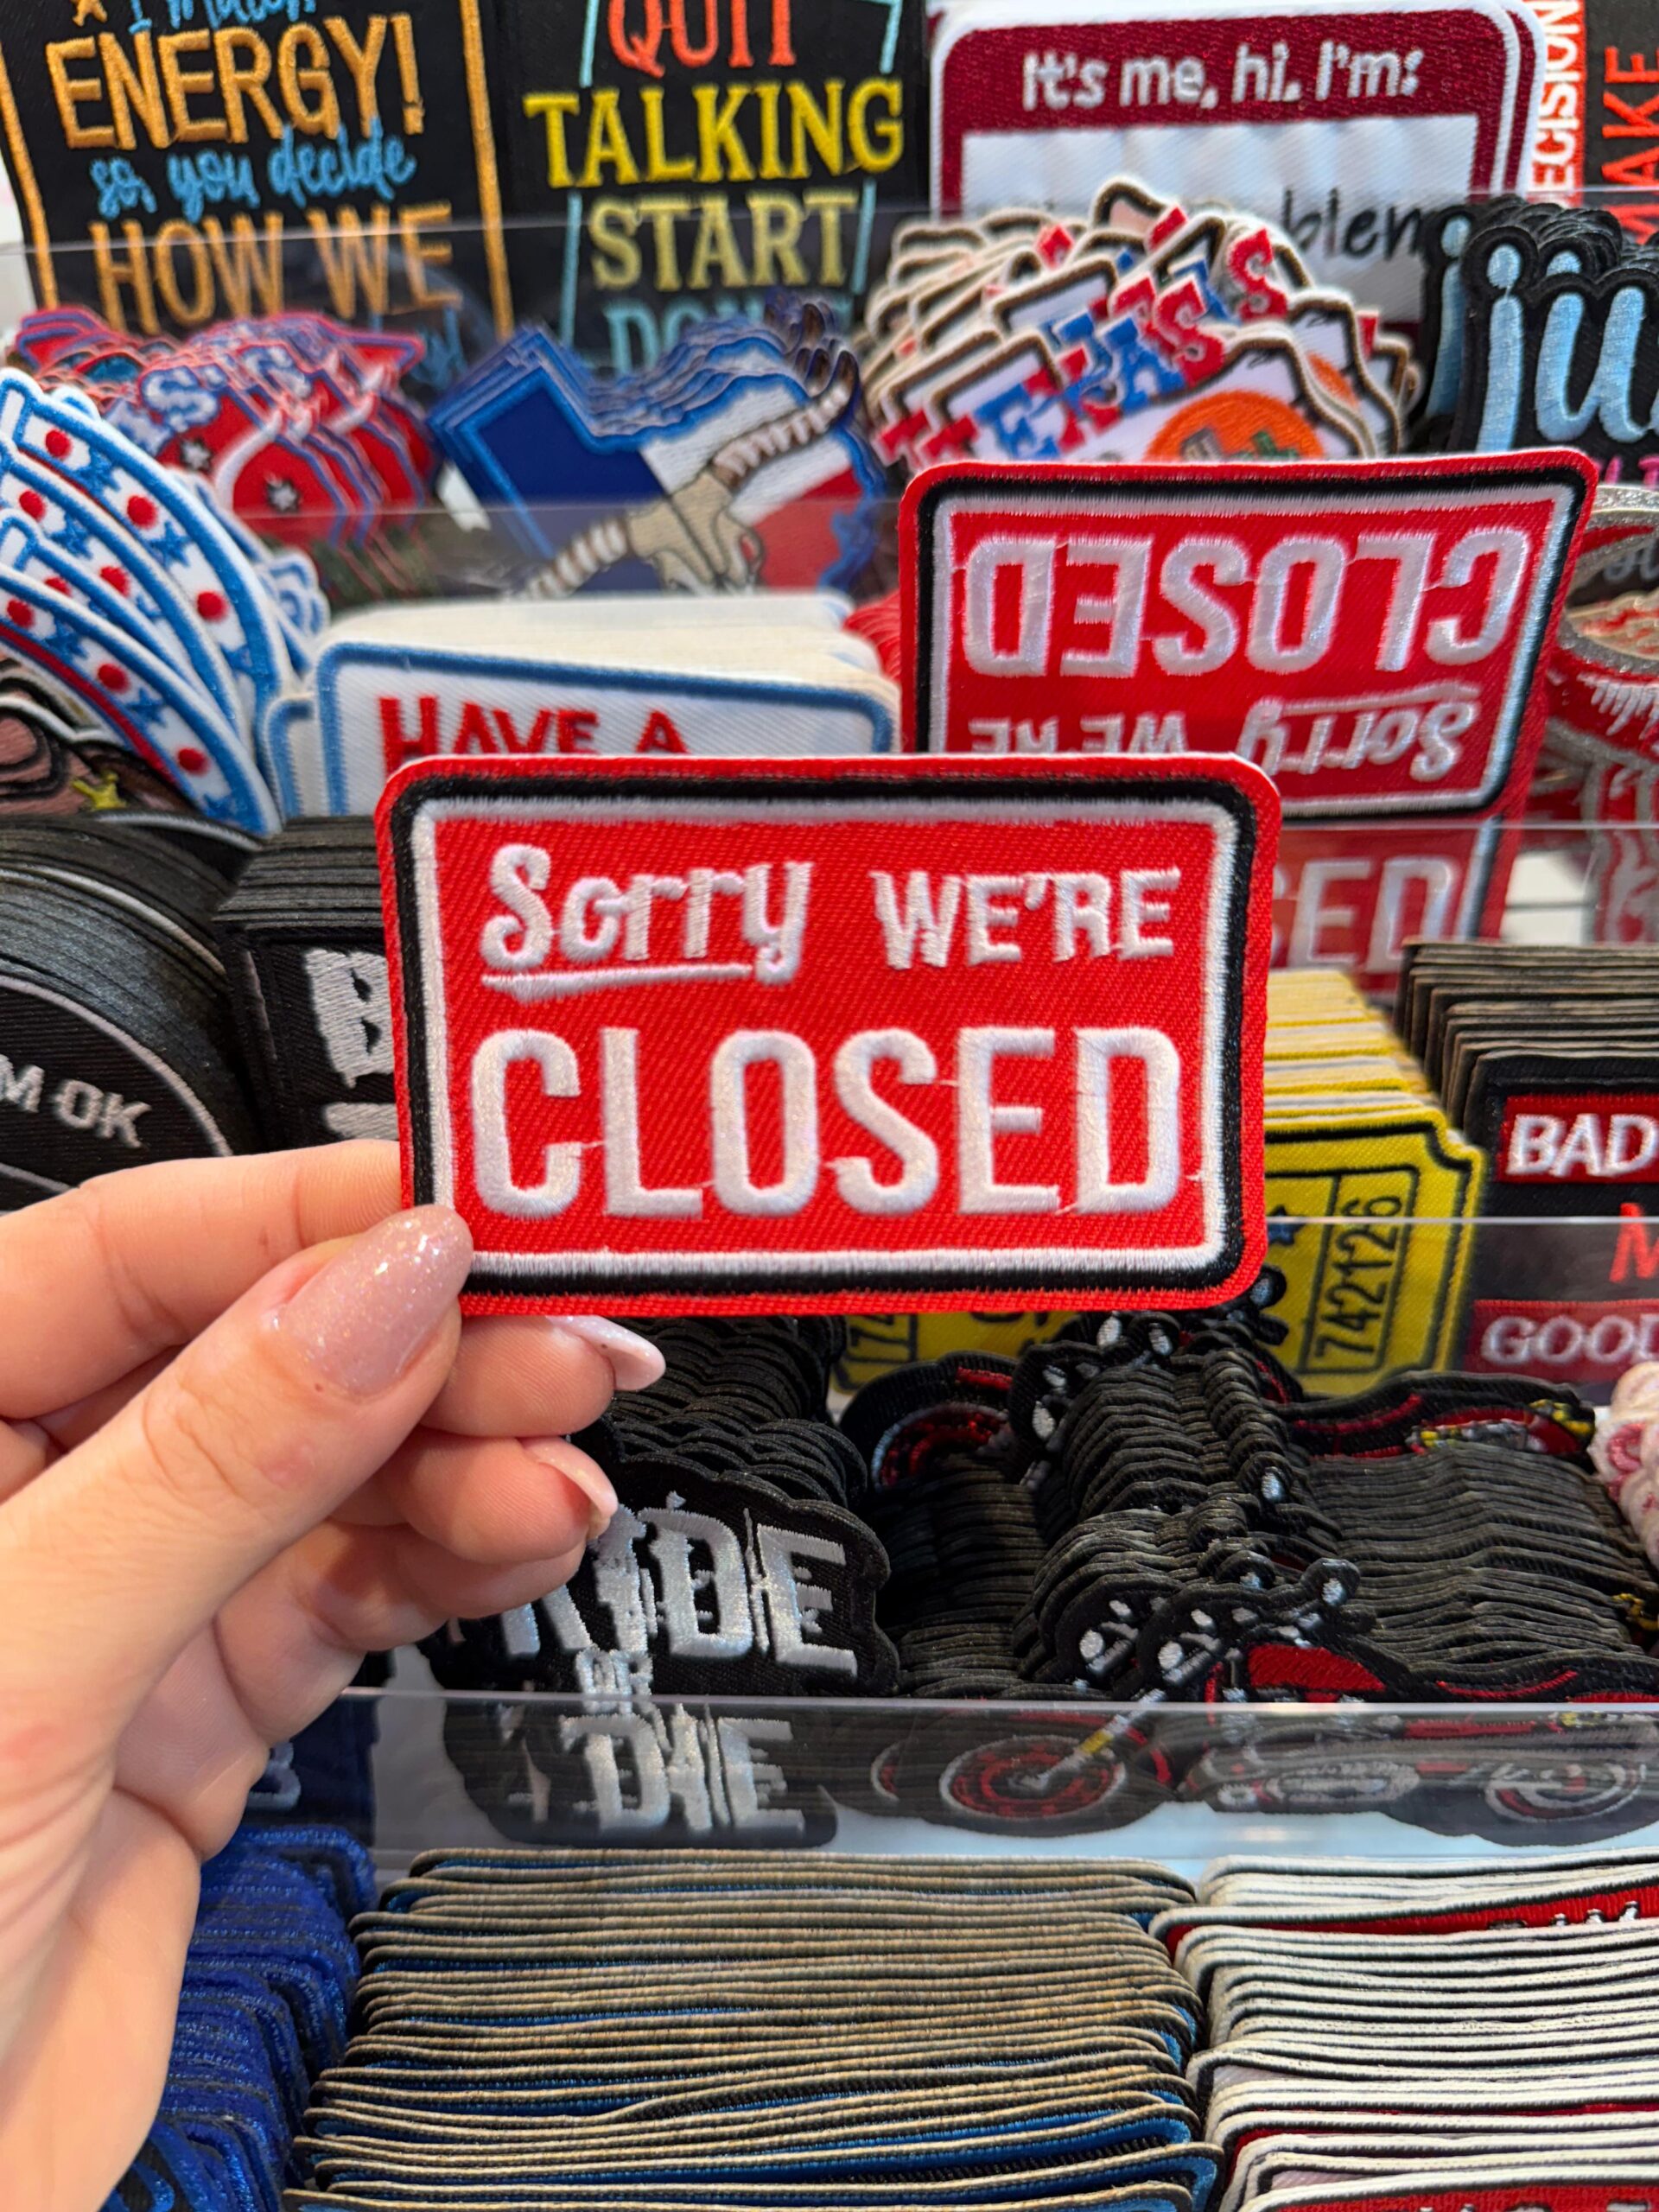 ENERGY!
so, you decide
HOW WE
QUIT
TALKING
START
It's me, hi, I'm:
TEXAS
HAVE A
CLOSED
Sorry WE'RE
Sorry WE'RE
CLOSED
M OK
BAD
GOOD
742126
RIDE
OR
DIE